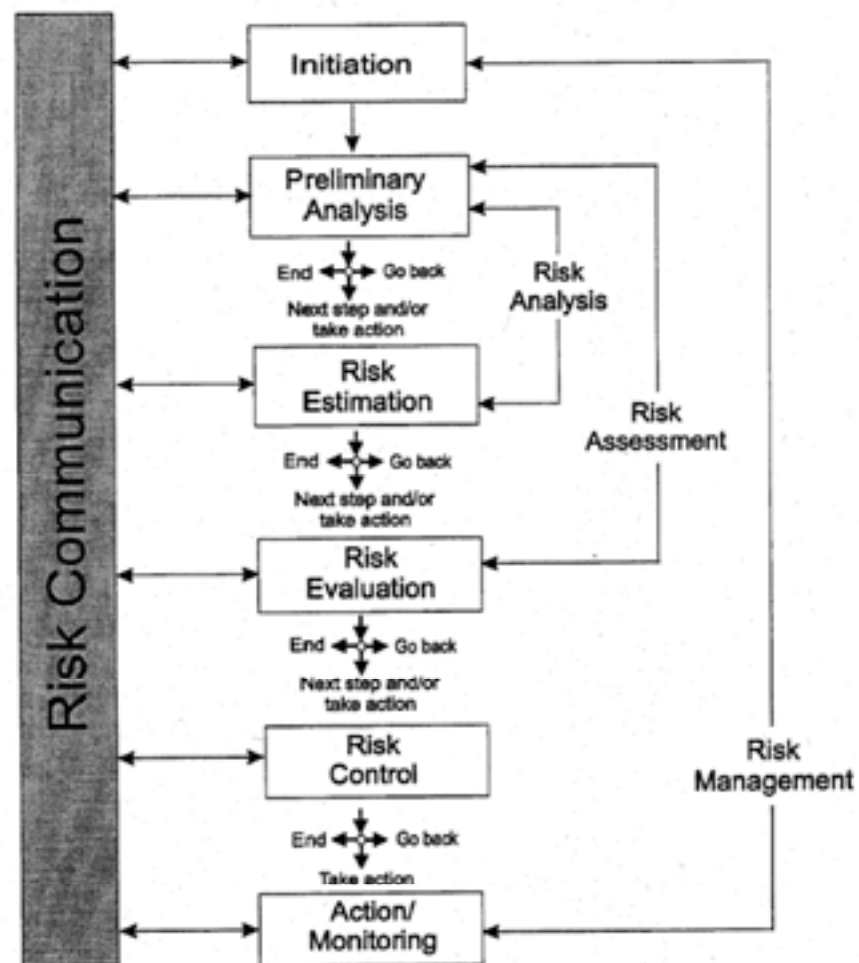 Risk Communication
Initiation
Preliminary
Analysis
End Go back
Next step and/or
take action
Risk
Analysis
Risk
Estimation
End Go back
Next step and/or
take action
Risk
Assessment
Risk
Evaluation
End Go back
Next step and/or
take action
Risk
Control
Risk
Management
End Go back
Take action
Action/
Monitoring